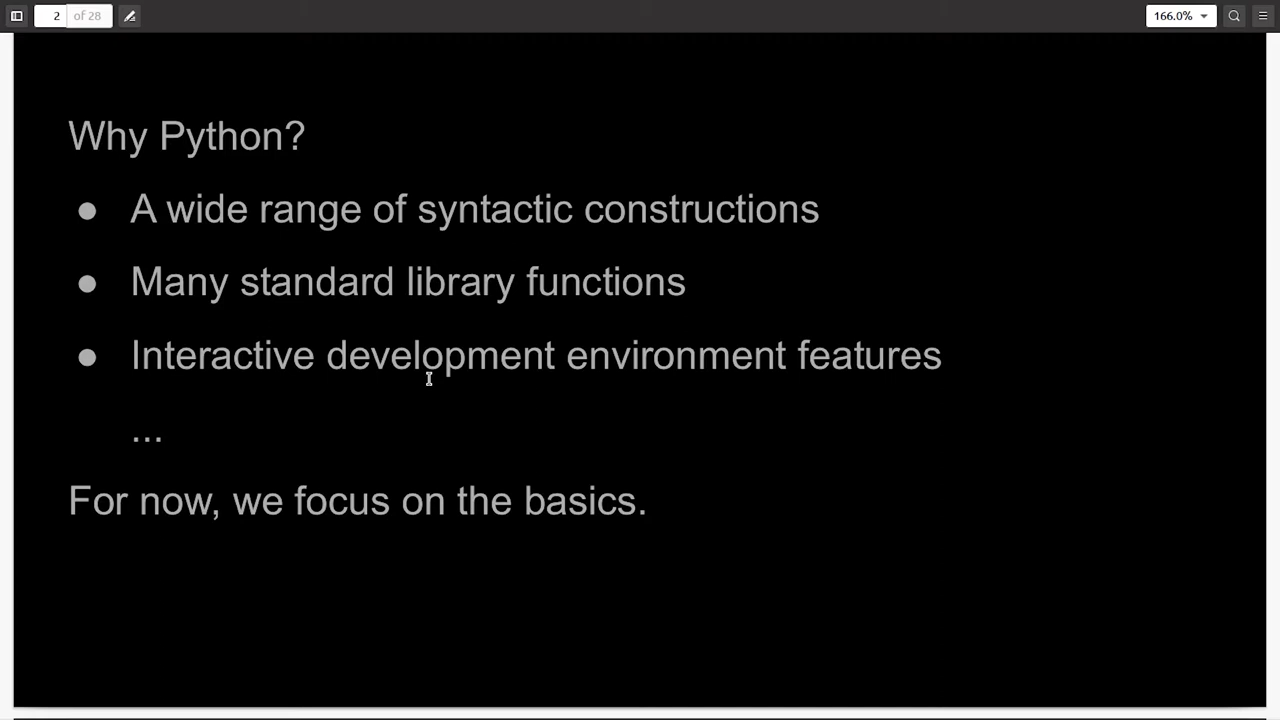 2 of 28
166.0%
Why Python?
● A wide range of syntactic constructions
● Many standard library functions
● Interactive development environment features
...
For now, we focus on the basics.